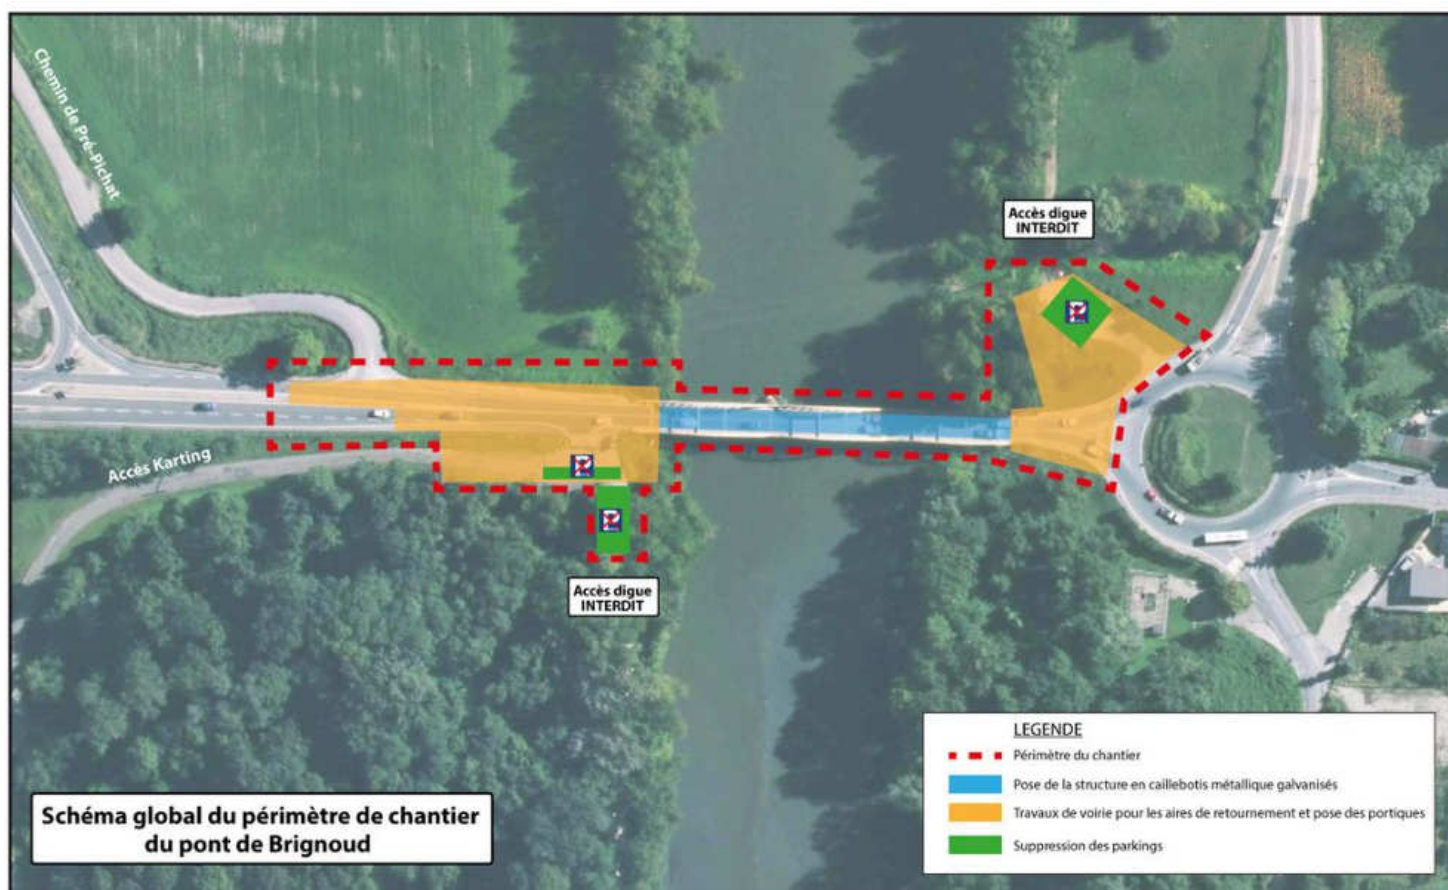 Chemin de Pré-Pichat
Accès digue
INTERDIT
Accès Karting
Accès digue
INTERDIT
LEGENDE
Périmètre du chantier
Pose de la structure en caillebotis métallique galvanisés
Travaux de voirie pour les aires de retournement et pose des portiques
Suppression des parkings
Schéma global du périmètre de chantier
du pont de Brignoud